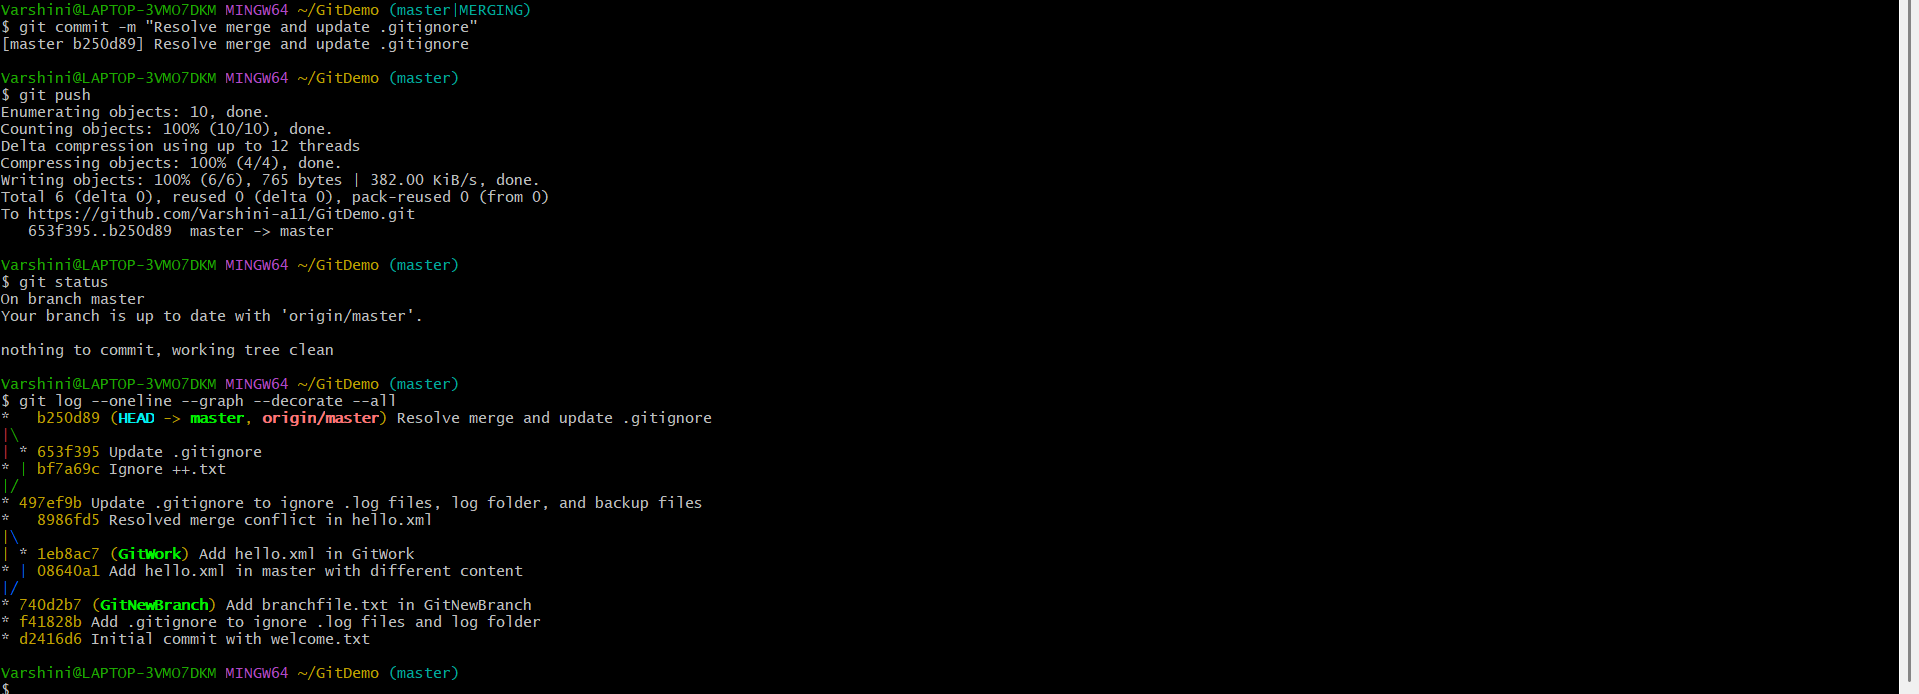 Varshini@LAPTOP-3VMO7DKM MINGW64 ~/GitDemo (master|MERGING)
$ git commit -m "Resolve merge and update .gitignore"
[master b250d89] Resolve merge and update .gitignore

Varshini@LAPTOP-3VMO7DKM MINGW64 ~/GitDemo (master)
$ git push
Enumerating objects: 10, done.
Counting objects: 100% (10/10), done.
Delta compression using up to 12 threads
Compressing objects: 100% (4/4), done.
Writing objects: 100% (6/6), 765 bytes | 382.00 KiB/s, done.
Total 6 (delta 0), reused 0 (delta 0), pack-reused 0 (from 0)
To https://github.com/Varshini-a11/GitDemo.git
   653f395..b250d89  master -> master

Varshini@LAPTOP-3VMO7DKM MINGW64 ~/GitDemo (master)
$ git status
On branch master
Your branch is up to date with 'origin/master'.

nothing to commit, working tree clean

Varshini@LAPTOP-3VMO7DKM MINGW64 ~/GitDemo (master)
$ git log --oneline --graph --decorate --all
*   b250d89 (HEAD -> master, origin/master) Resolve merge and update .gitignore
|\
| * 653f395 Update .gitignore
* | bf7a69c Ignore ++.txt
|/
* 497ef9b Update .gitignore to ignore .log files, log folder, and backup files
*   8986fd5 Resolved merge conflict in hello.xml
|\
| * 1eb8ac7 (GitWork) Add hello.xml in GitWork
* | 08640a1 Add hello.xml in master with different content
|/
* 740d2b7 (GitNewBranch) Add branchfile.txt in GitNewBranch
* f41828b Add .gitignore to ignore .log files and log folder
* d2416d6 Initial commit with welcome.txt

Varshini@LAPTOP-3VMO7DKM MINGW64 ~/GitDemo (master)
$